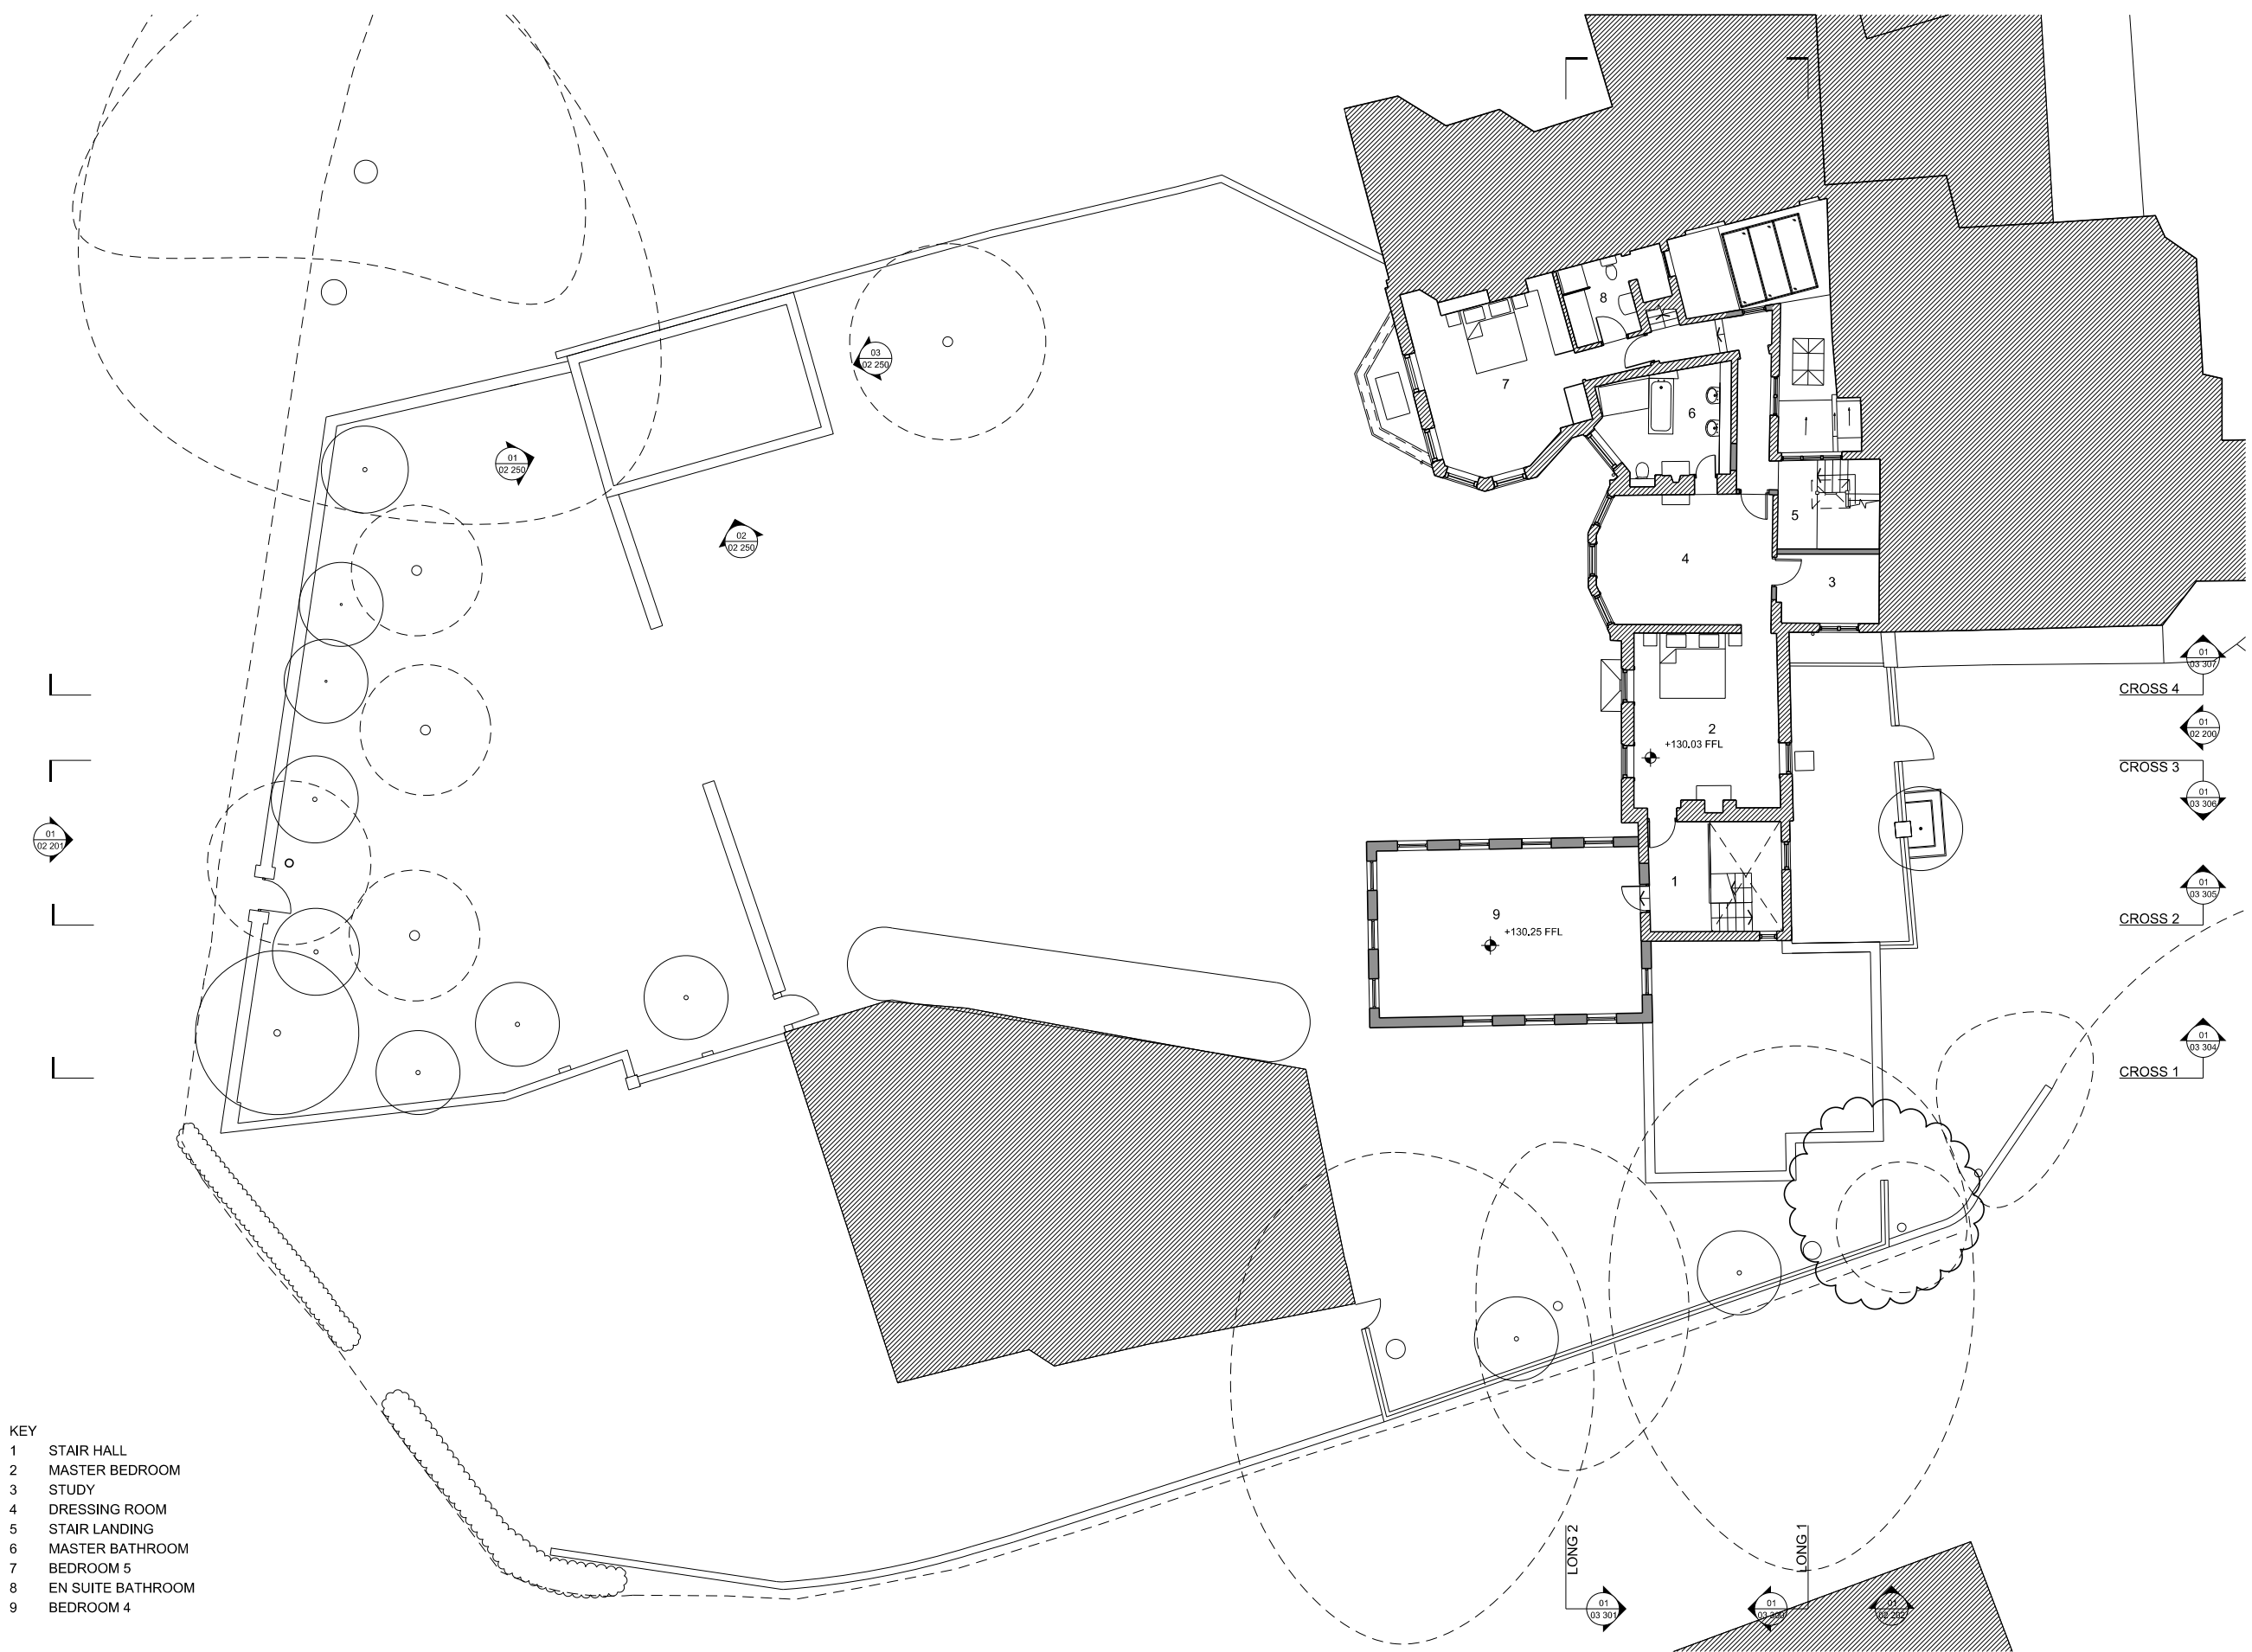 8
03
02 250
7
6
01
02 250
5
02
02 250
4
3
01
03 307
CROSS 4
2
+130.03 FFL
01
02 200
CROSS 3
01
03 306
01
02 201
1
01
03 305
9
+130.25 FFL
CROSS 2
01
03 304
CROSS 1
KEY
1 STAIR HALL
2 MASTER BEDROOM
3 STUDY
4 DRESSING ROOM
5 STAIR LANDING
6 MASTER BATHROOM
7 BEDROOM 5
8 EN SUITE BATHROOM
9 BEDROOM 4
LONG 2
LONG 1
01
03 301
01
03 300
01
02 202